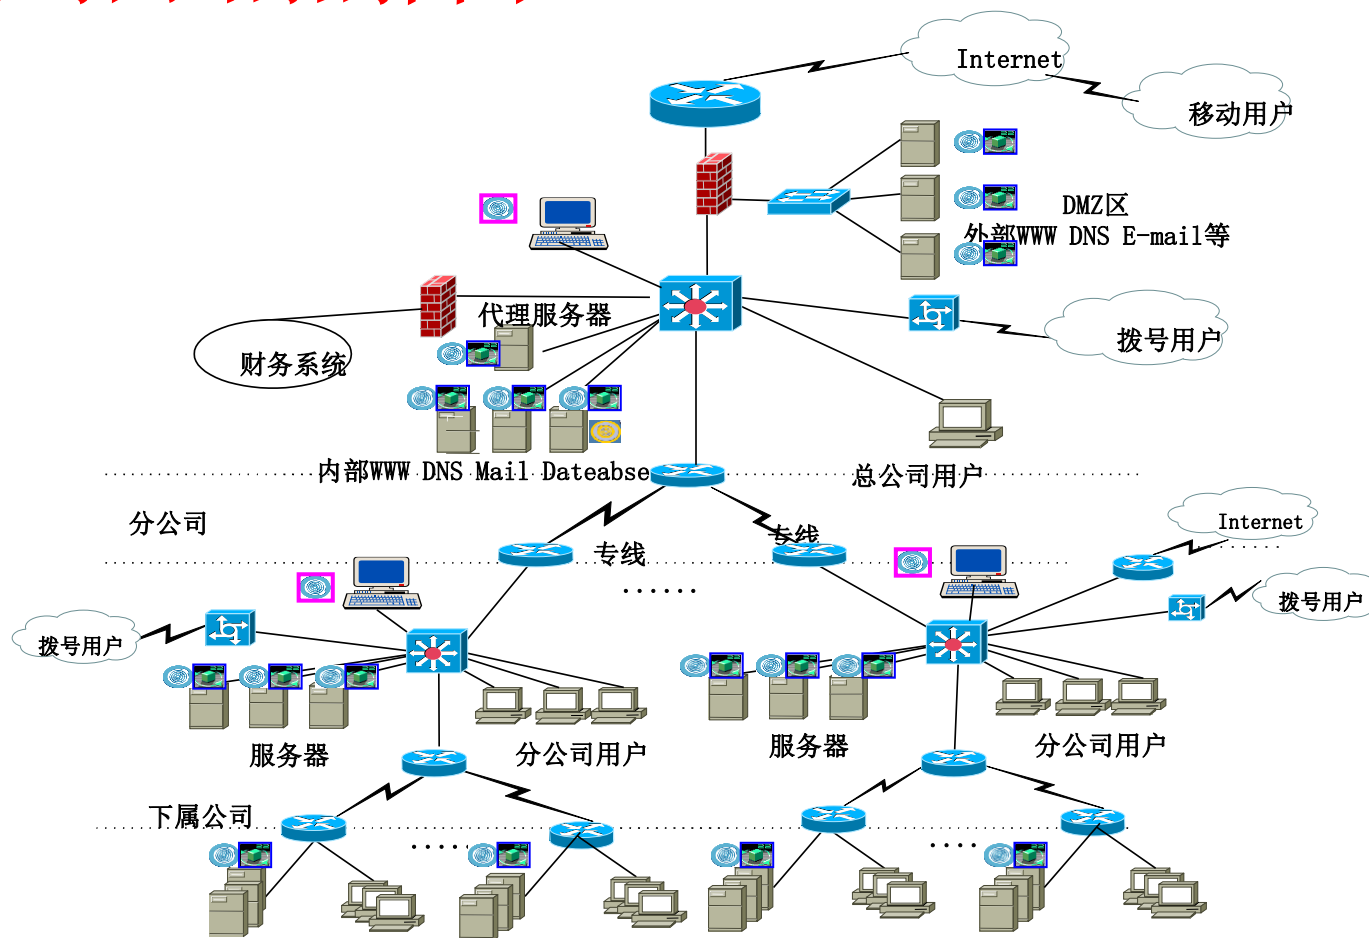 Internet
移动用户
DMZ区
外部WWW DNS E-mail等
代理服务器
财务系统
拨号用户
内部WWW DNS Mail Dateabse
总公司用户
分公司
专线
专线
Internet
拨号用户
拨号用户
服务器
分公司用户
服务器
分公司用户
下属公司